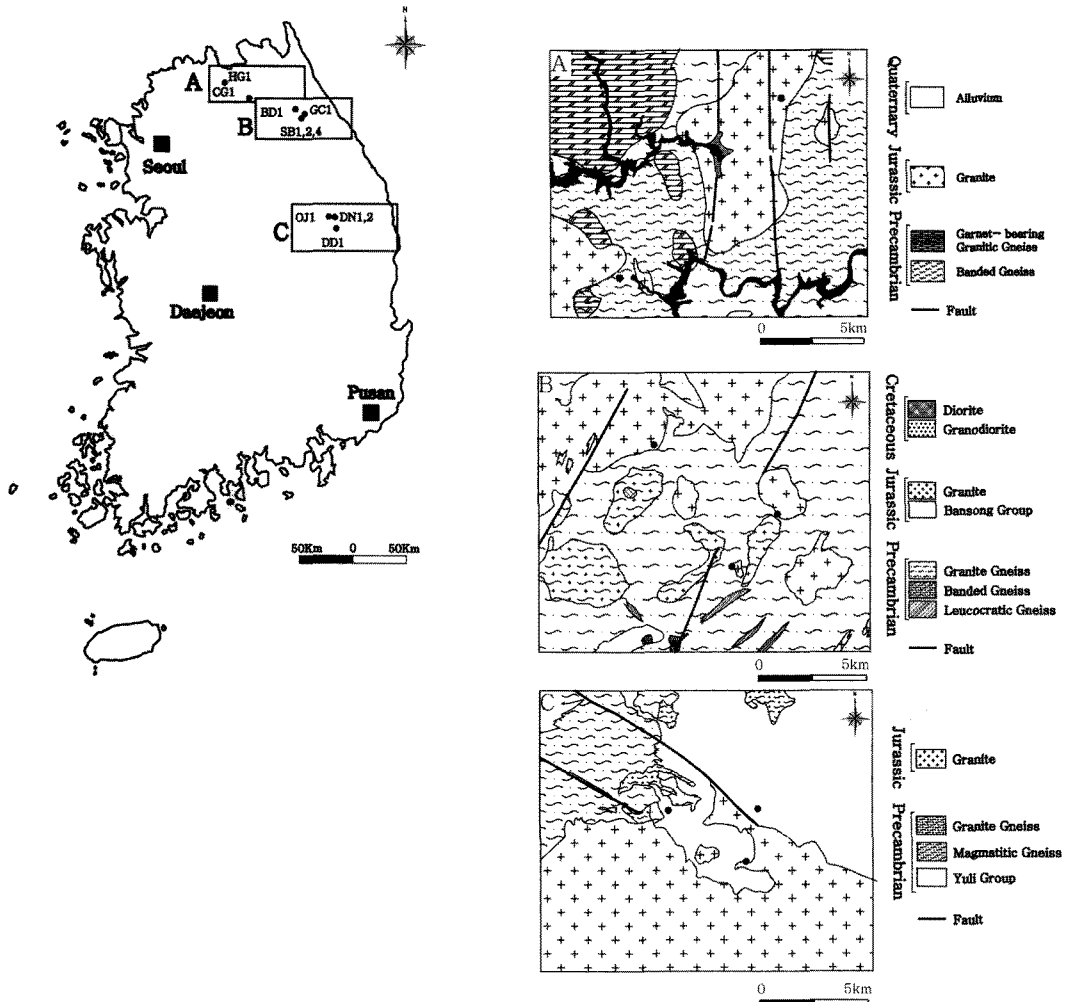 N
A
HG1
CG1
B
BD1
GC1
SB1,2,4
Seoul
C
OJ1
DN1,2
DD1
Daejeon
Pusan
50Km 0 50Km
A
Quaternary Jurassic Precambrian
Alluvium
Granite
Garnet- bearing
Granitic Gneiss
Banded Gneiss
Fault
0 5km
B
Cretaceous Jurassic Precambrian
Diorite
Granodiorite
Granite
Bansong Group
Granite Gneiss
Banded Gneiss
Leucocratic Gneiss
Fault
0 5km
C
Jurassic Precambrian
Granite
Granite Gneiss
Magmatitic Gneiss
Yuli Group
Fault
0 5km